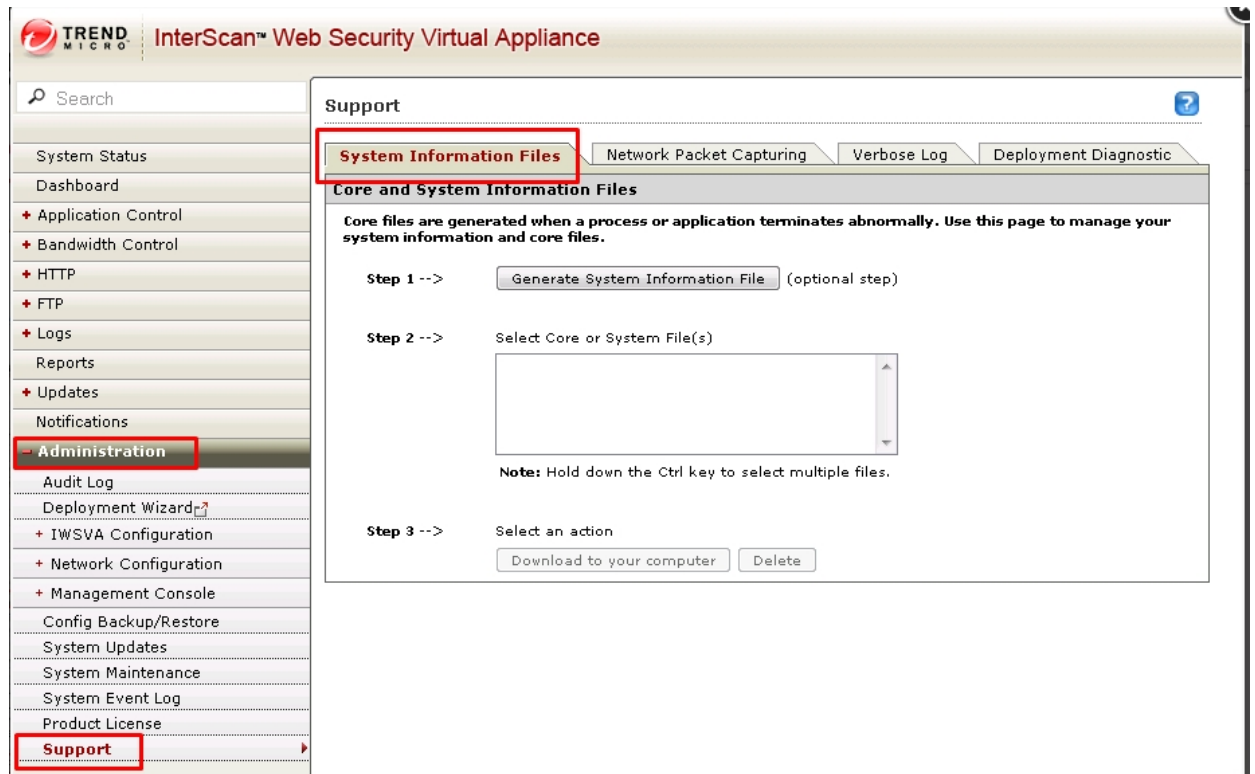 TREND MICRO InterScan™ Web Security Virtual Appliance
Search
System Status
Dashboard
+ Application Control
+ Bandwidth Control
+ HTTP
+ FTP
+ Logs
Reports
+ Updates
Notifications
- Administration
Audit Log
Deployment Wizard
+ IWSVA Configuration
+ Network Configuration
+ Management Console
Config Backup/Restore
System Updates
System Maintenance
System Event Log
Product License
Support
Support ?
System Information Files Network Packet Capturing Verbose Log Deployment Diagnostic
Core and System Information Files
Core files are generated when a process or application terminates abnormally. Use this page to manage your
system information and core files.
Step 1 --> Generate System Information File (optional step)
Step 2 --> Select Core or System File(s)
Note: Hold down the Ctrl key to select multiple files.
Step 3 --> Select an action
Download to your computer Delete